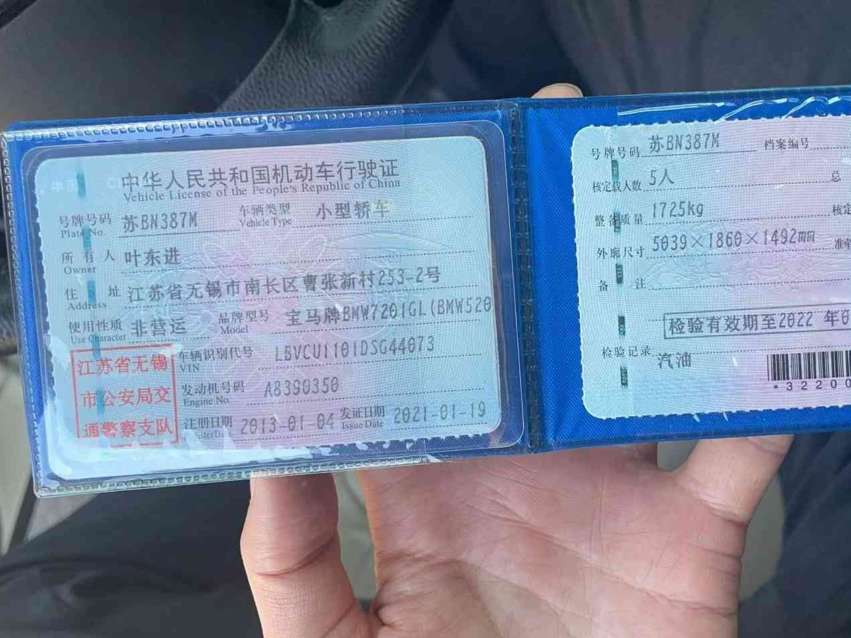 中华人民共和国机动车行驶证
Vehicle License of the People's Republic of China
号牌号码 苏BN387M 车辆类型 小型轿车
Plate No. Vehicle Type
所有人 叶东进
Owner
住址 江苏省无锡市南长区曹张新村253-2号
Address
使用性质 非营运 品牌型号 宝马牌BMW7201GL(BMW520
Use Character Model
江苏省无锡
市公安局交
通警察支队
车辆识别代号 LBVCU1101DSG44073
VIN
发动机号码 A8390350
Engine No.
注册日期 2013-01-04 发证日期 2021-01-19
Issue Date
号牌号码 苏BN387M 档案编号
核定载人数 5人 总
整备质量 1725kg 核定
外廓尺寸 5039×1860×1492mm 准牵
备注
检验有效期至2022 年0
检验记录 汽油
*32200